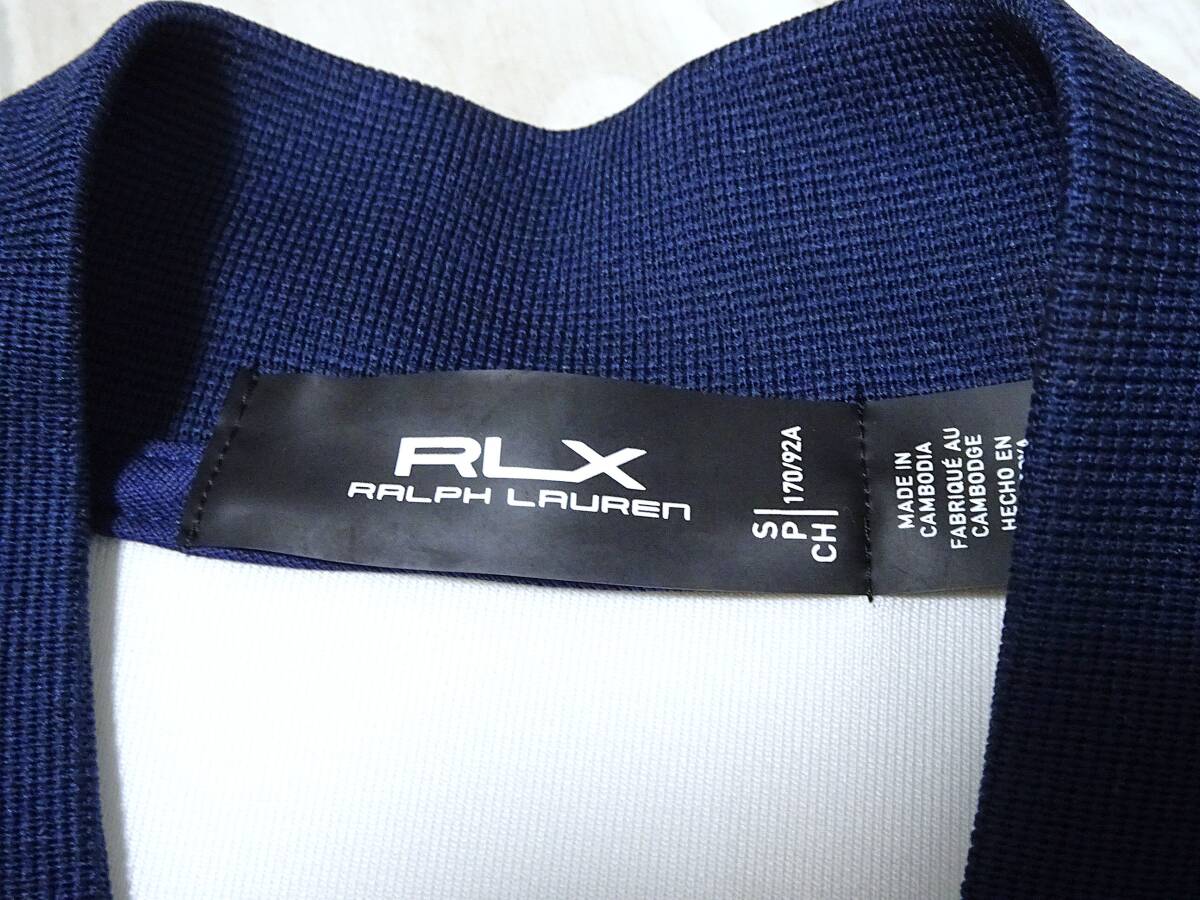 RLX
RALPH LAUREN
S
P
CH
170/92A
MADE IN
CAMBODIA
FABRIQUÉ AU
CAMBODGE
HECHO EN